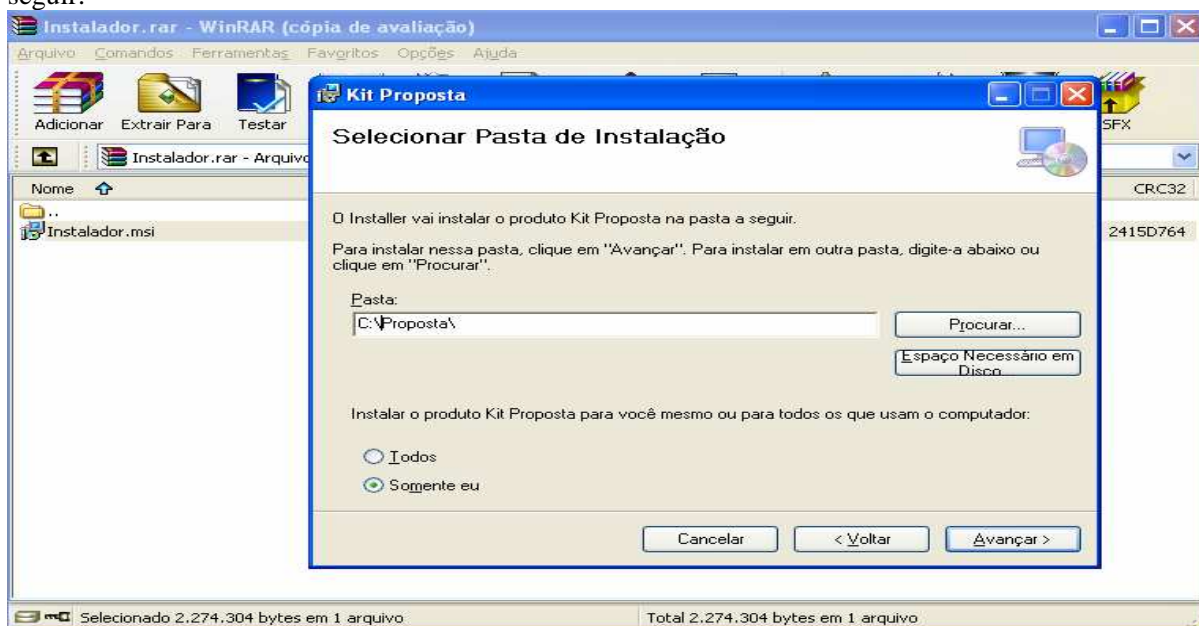 seguir:
Instalador.rar - WinRAR (cópia de avaliação)
Arquivo Comandos Ferramentas Favoritos Opções Ajuda
Adicionar Extrair Para Testar SFX
Instalador.rar - Arquivo
Nome CRC32
..
Instalador.msi 2415D764
Kit Proposta
Selecionar Pasta de Instalação
O Installer vai instalar o produto Kit Proposta na pasta a seguir.
Para instalar nessa pasta, clique em "Avançar". Para instalar em outra pasta, digite-a abaixo ou
clique em "Procurar".
Pasta:
C:\Proposta\
Procurar...
Espaço Necessário em
Disco
Instalar o produto Kit Proposta para você mesmo ou para todos os que usam o computador:
Todos
Somente eu
Cancelar < Voltar Avançar >
Selecionado 2.274.304 bytes em 1 arquivo Total 2.274.304 bytes em 1 arquivo